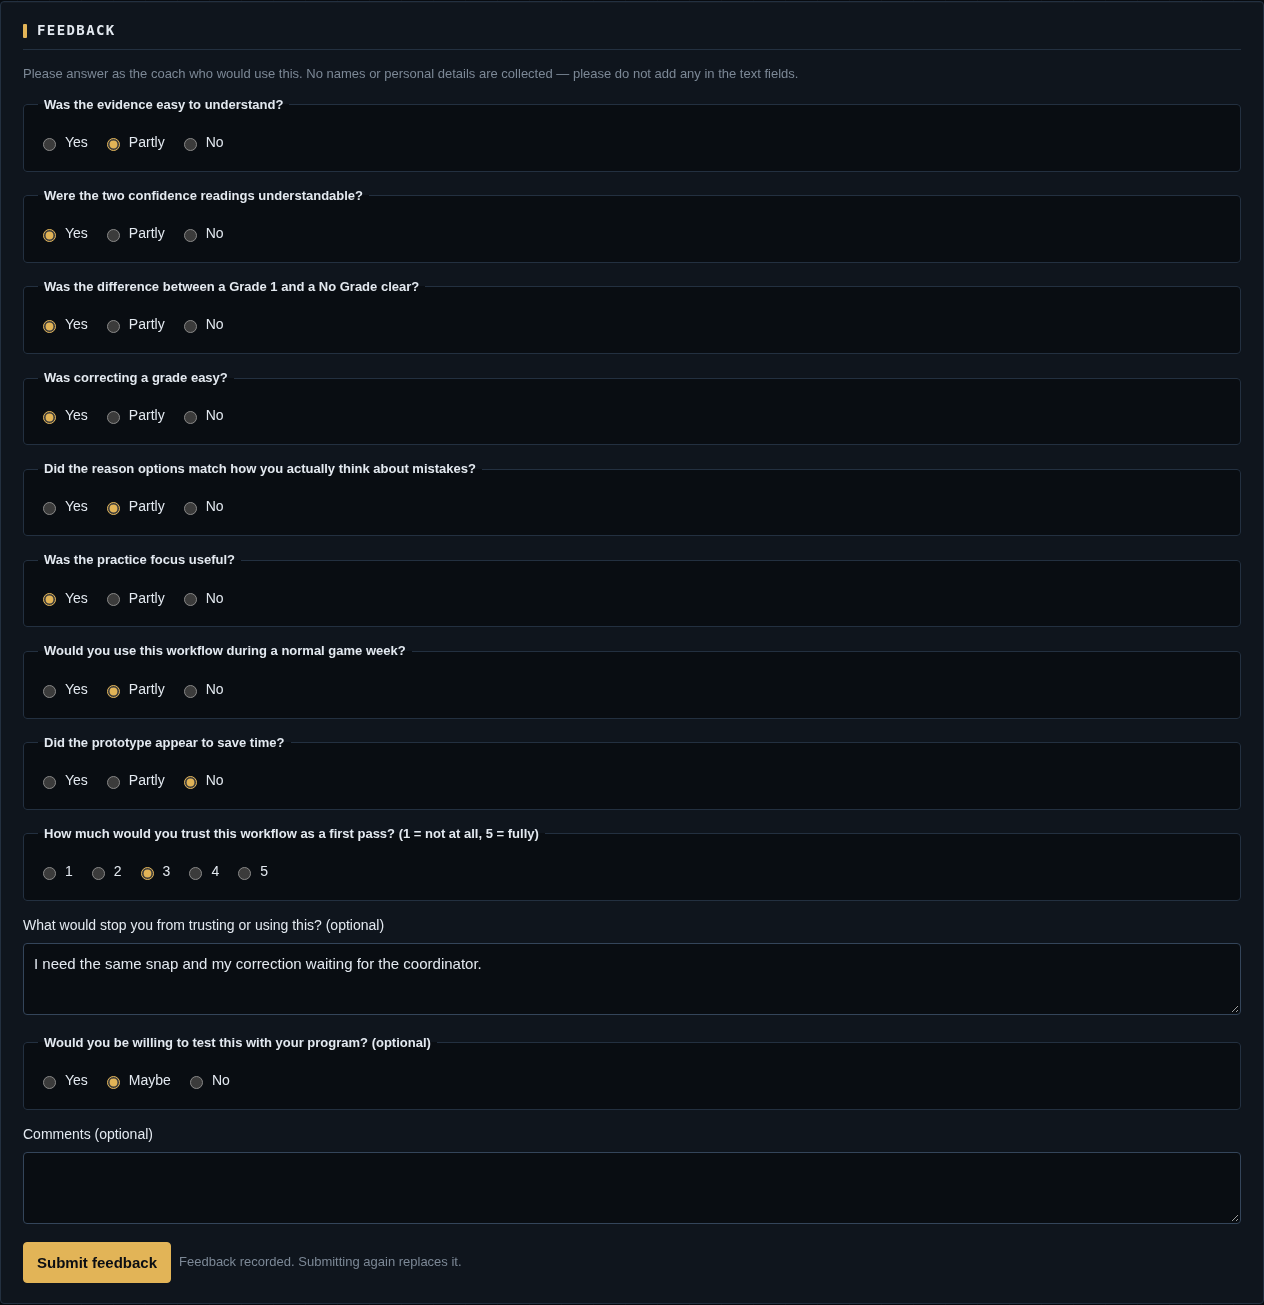 FEEDBACK
Please answer as the coach who would use this. No names or personal details are collected — please do not add any in the text fields.
Was the evidence easy to understand?
Yes Partly No
Were the two confidence readings understandable?
Yes Partly No
Was the difference between a Grade 1 and a No Grade clear?
Yes Partly No
Was correcting a grade easy?
Yes Partly No
Did the reason options match how you actually think about mistakes?
Yes Partly No
Was the practice focus useful?
Yes Partly No
Would you use this workflow during a normal game week?
Yes Partly No
Did the prototype appear to save time?
Yes Partly No
How much would you trust this workflow as a first pass? (1 = not at all, 5 = fully)
1 2 3 4 5
What would stop you from trusting or using this? (optional)
I need the same snap and my correction waiting for the coordinator.
Would you be willing to test this with your program? (optional)
Yes Maybe No
Comments (optional)
Submit feedback Feedback recorded. Submitting again replaces it.